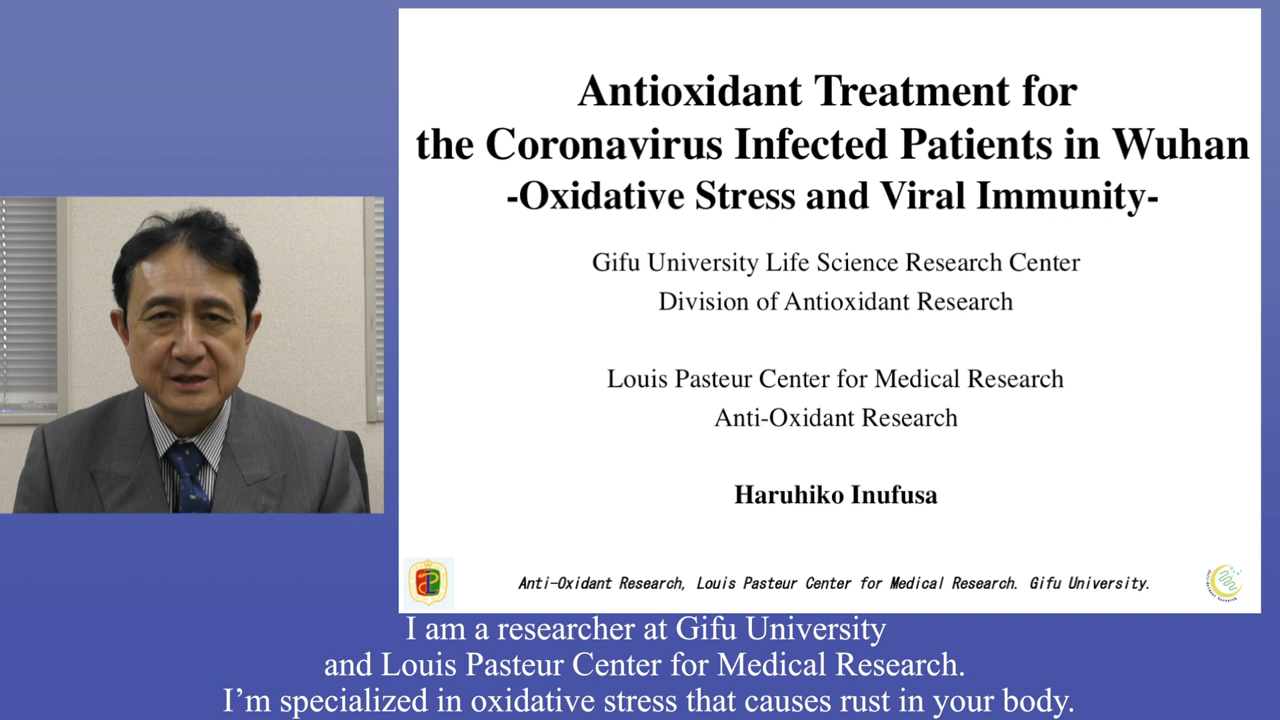 Antioxidant Treatment for
the Coronavirus Infected Patients in Wuhan
-Oxidative Stress and Viral Immunity-
Gifu University Life Science Research Center
Division of Antioxidant Research
Louis Pasteur Center for Medical Research
Anti-Oxidant Research
Haruhiko Inufusa
Anti-Oxidant Research, Louis Pasteur Center for Medical Research. Gifu University.
I am a researcher at Gifu University
and Louis Pasteur Center for Medical Research.
I’m specialized in oxidative stress that causes rust in your body.